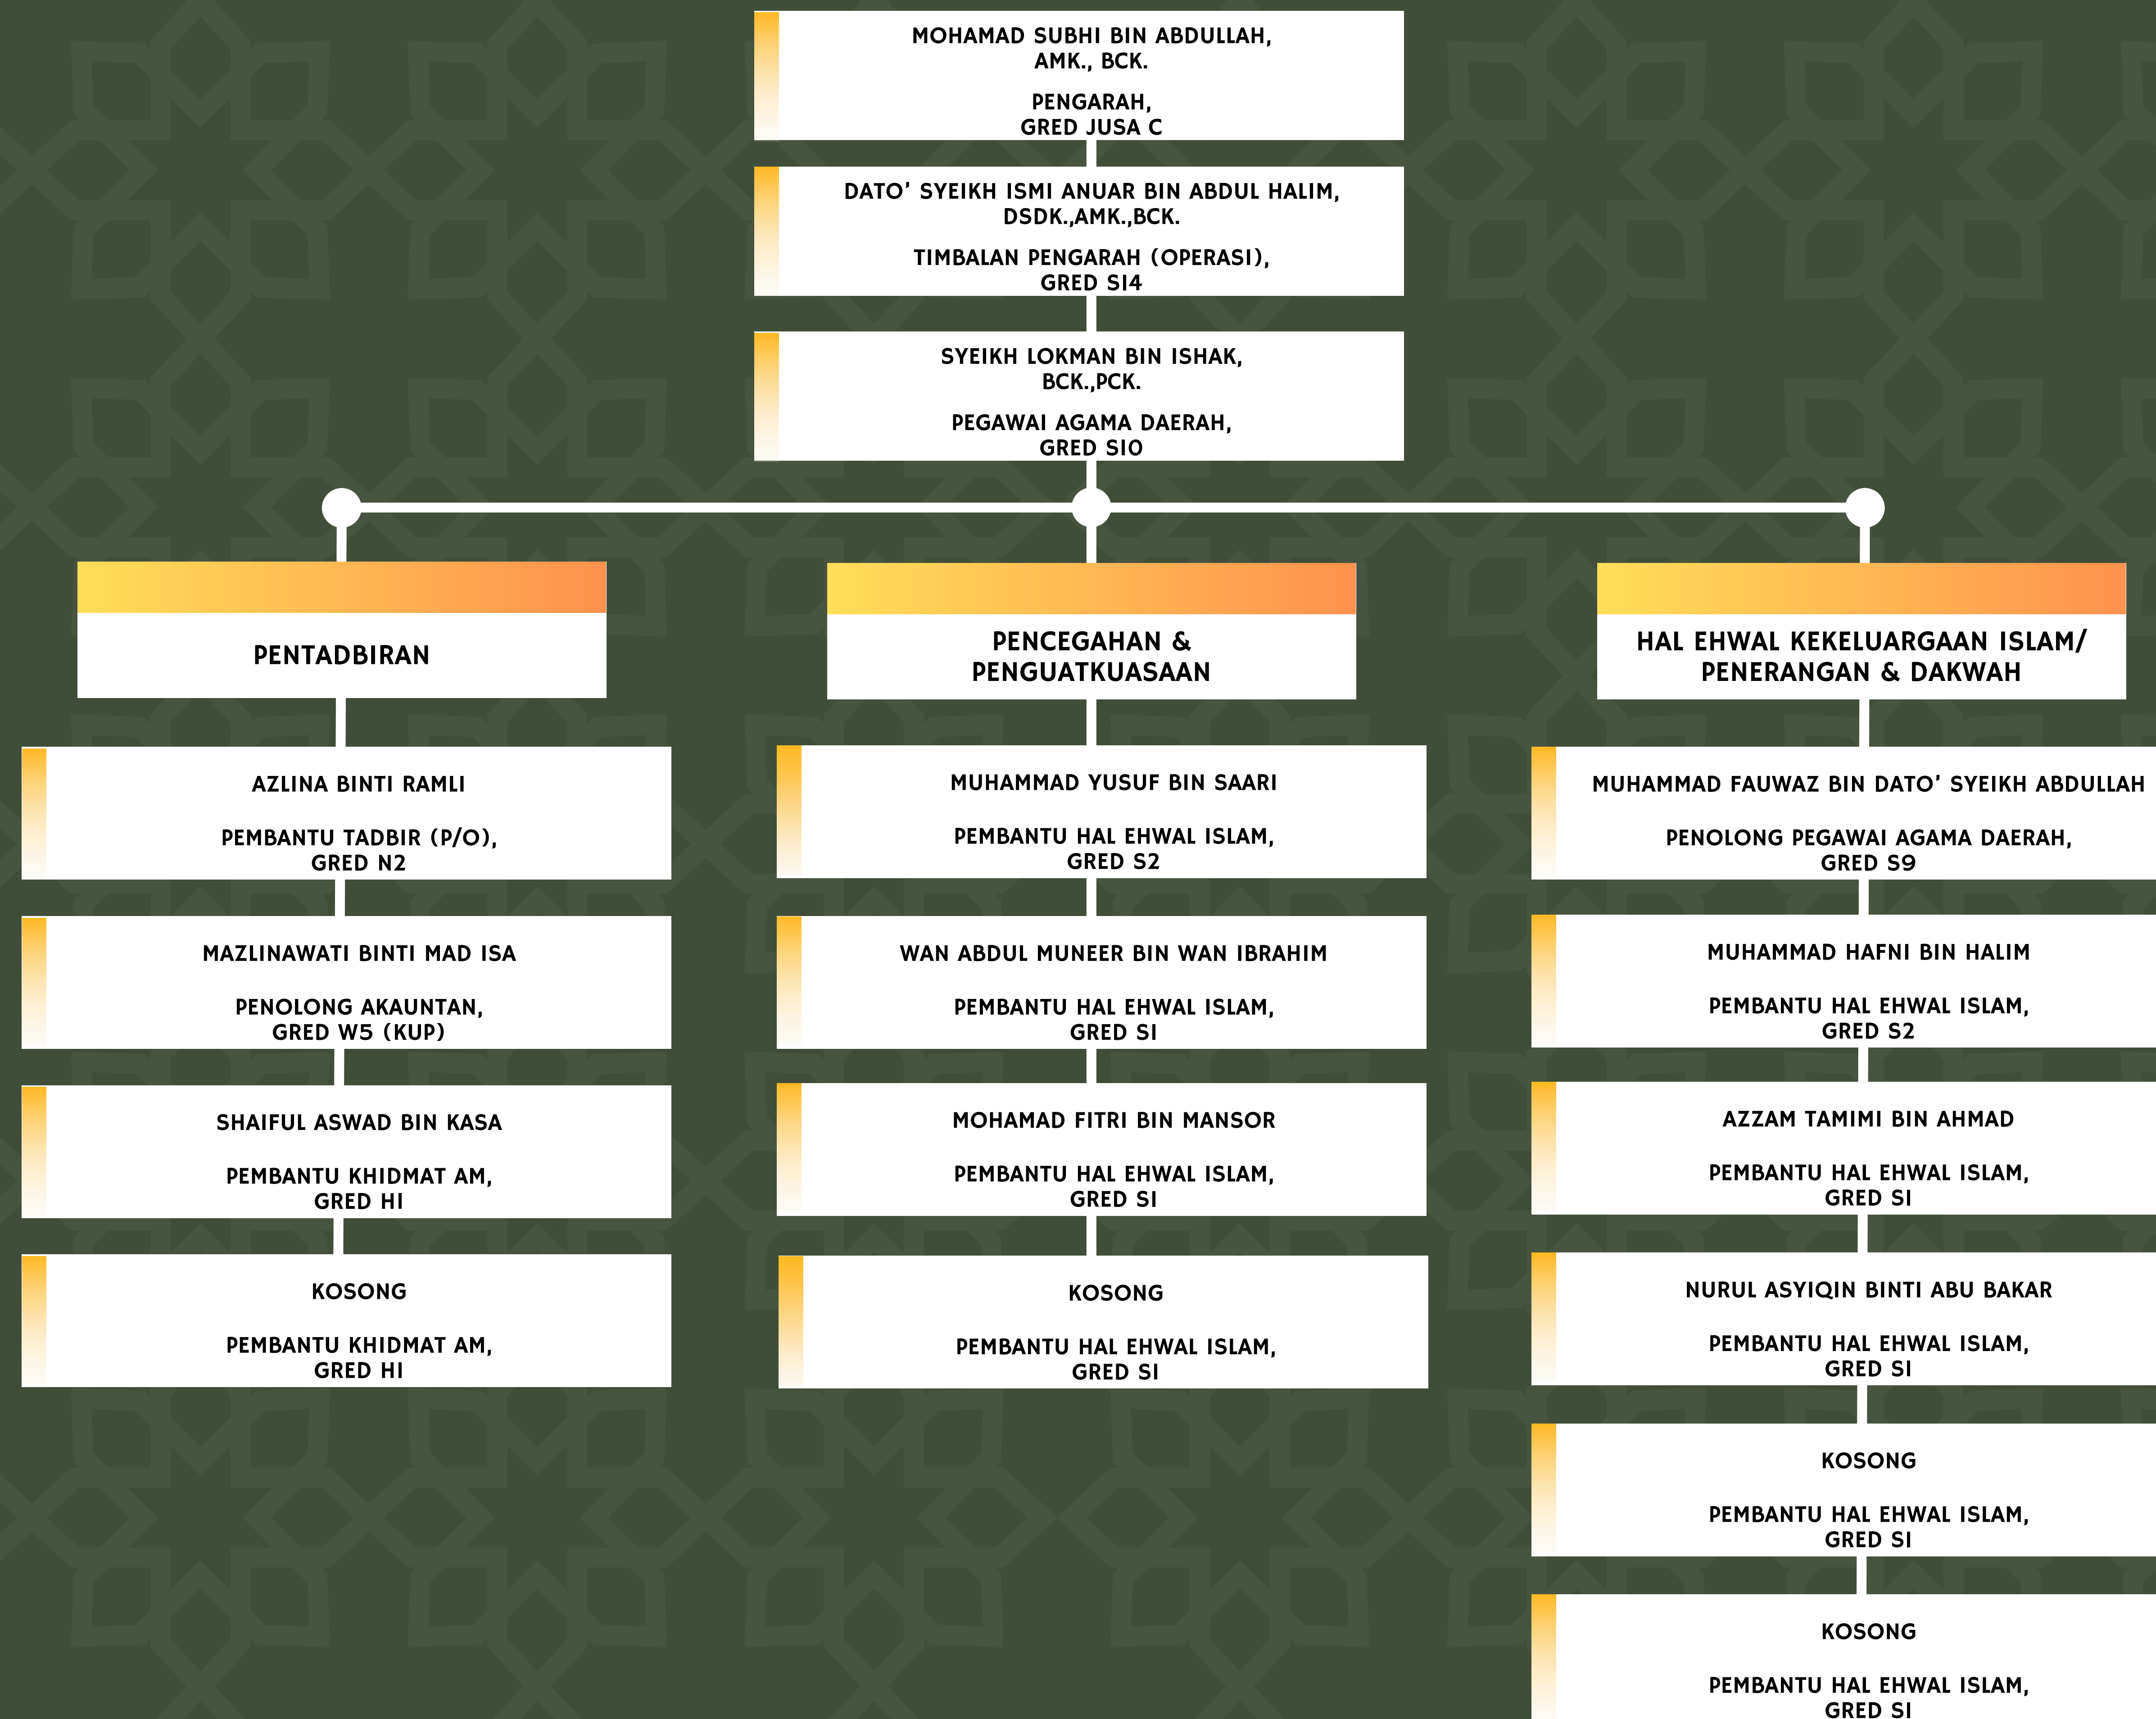 MOHAMAD SUBHI BIN ABDULLAH,
AMK., BCK.
PENGARAH,
GRED JUSA C
DATO' SYEIKH ISMI ANUAR BIN ABDUL HALIM,
DSDK.,AMK.,BCK.
TIMBALAN PENGARAH (OPERASI),
GRED S14
SYEIKH LOKMAN BIN ISHAK,
BCK.,PCK.
PEGAWAI AGAMA DAERAH,
GRED S10
PENTADBIRAN
AZLINA BINTI RAMLI
PEMBANTU TADBIR (P/O),
GRED N2
MAZLINAWATI BINTI MAD ISA
PENOLONG AKAUNTAN,
GRED W5 (KUP)
SHAIFUL ASWAD BIN KASA
PEMBANTU KHIDMAT AM,
GRED H1
KOSONG
PEMBANTU KHIDMAT AM,
GRED H1
PENCEGAHAN &
PENGUATKUASAAN
MUHAMMAD YUSUF BIN SAARI
PEMBANTU HAL EHWAL ISLAM,
GRED S2
WAN ABDUL MUNEER BIN WAN IBRAHIM
PEMBANTU HAL EHWAL ISLAM,
GRED S1
MOHAMAD FITRI BIN MANSOR
PEMBANTU HAL EHWAL ISLAM,
GRED S1
KOSONG
PEMBANTU HAL EHWAL ISLAM,
GRED S1
HAL EHWAL KEKELUARGAAN ISLAM/
PENERANGAN & DAKWAH
MUHAMMAD FAUWAZ BIN DATO' SYEIKH ABDULLAH
PENOLONG PEGAWAI AGAMA DAERAH,
GRED S9
MUHAMMAD HAFNI BIN HALIM
PEMBANTU HAL EHWAL ISLAM,
GRED S2
AZZAM TAMIMI BIN AHMAD
PEMBANTU HAL EHWAL ISLAM,
GRED S1
NURUL ASYIQIN BINTI ABU BAKAR
PEMBANTU HAL EHWAL ISLAM,
GRED S1
KOSONG
PEMBANTU HAL EHWAL ISLAM,
GRED S1
KOSONG
PEMBANTU HAL EHWAL ISLAM,
GRED S1